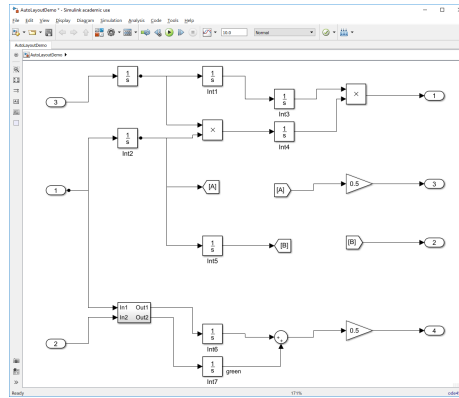 AutoLayoutDemo * - Simulink academic use
File Edit View Display Diagram Simulation Analysis Code Tools Help
10.0 Normal
AutoLayoutDemo
AutoLayoutDemo
1
s
1
s
Int1
1
s
Int3
×
1
3
1
s
Int2
×
1
s
Int4
1
[A]
[A]
0.5
3
1
s
Int5
[B]
[B]
2
In1 Out1
In2 Out2
2
1
s
Int6
+
+
0.5
4
1
s
Int7
green
Ready 171%